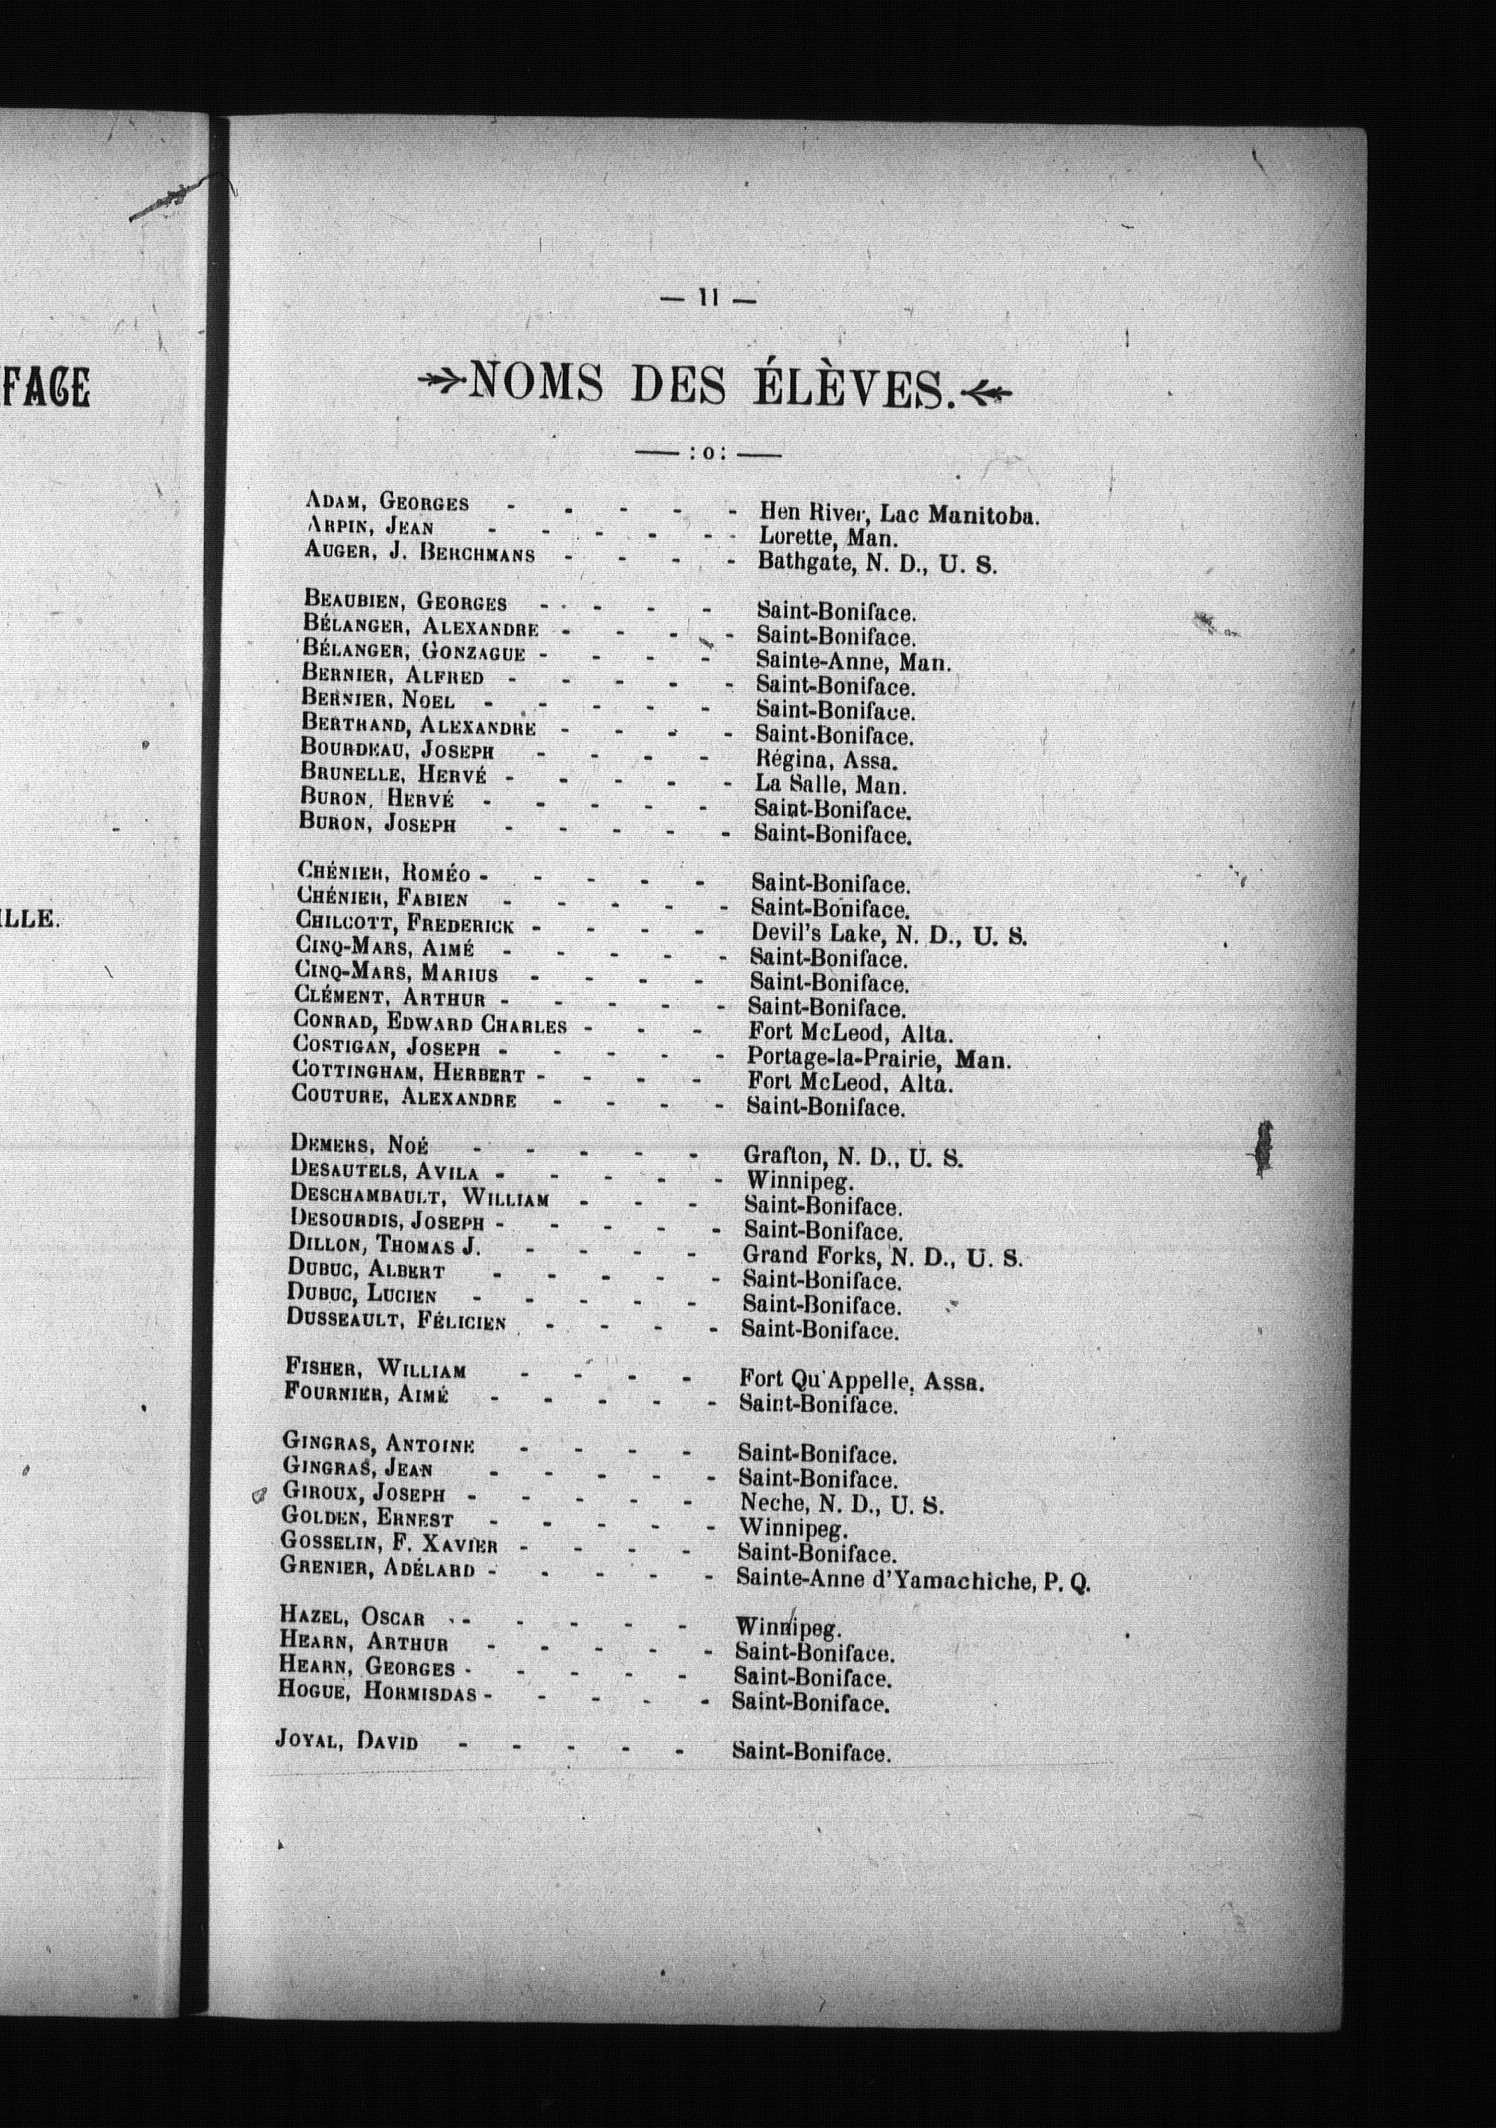 FACE
ILLE.
— 11 —
NOMS DES ÉLÈVES.
— :o: —
ADAM, GEORGES - - - - - Hen River, Lac Manitoba.
ARPIN, JEAN - - - - - - Lorette, Man.
AUGER, J. BERCHMANS - - - - Bathgate, N. D., U. S.
BEAUBIEN, GEORGES - - - - Saint-Boniface.
BÉLANGER, ALEXANDRE - - - - Saint-Boniface.
BÉLANGER, GONZAGUE - - - - Sainte-Anne, Man.
BERNIER, ALFRED - - - - - Saint-Boniface.
BERNIER, NOEL - - - - - Saint-Boniface.
BERTRAND, ALEXANDRE - - - - Saint-Boniface.
BOURDEAU, JOSEPH - - - - Régina, Assa.
BRUNELLE, HERVÉ - - - - - La Salle, Man.
BURON, HERVÉ - - - - - Saint-Boniface.
BURON, JOSEPH - - - - - Saint-Boniface.
CHÉNIER, ROMÉO - - - - - Saint-Boniface.
CHÉNIER, FABIEN - - - - - Saint-Boniface.
CHILCOTT, FREDERICK - - - - Devil's Lake, N. D., U. S.
CINQ-MARS, AIMÉ - - - - - Saint-Boniface.
CINQ-MARS, MARIUS - - - - Saint-Boniface.
CLÉMENT, ARTHUR - - - - - Saint-Boniface.
CONRAD, EDWARD CHARLES - - - Fort McLeod, Alta.
COSTIGAN, JOSEPH - - - - - Portage-la-Prairie, Man.
COTTINGHAM, HERBERT - - - - Fort McLeod, Alta.
COUTURE, ALEXANDRE - - - - Saint-Boniface.
DEMERS, NOÉ - - - - - Grafton, N. D., U. S.
DESAUTELS, AVILA - - - - - Winnipeg.
DESCHAMBAULT, WILLIAM - - - Saint-Boniface.
DESOURDIS, JOSEPH - - - - - Saint-Boniface.
DILLON, THOMAS J. - - - - Grand Forks, N. D., U. S.
DUBUC, ALBERT - - - - - Saint-Boniface.
DUBUC, LUCIEN - - - - - Saint-Boniface.
DUSSEAULT, FÉLICIEN - - - - Saint-Boniface.
FISHER, WILLIAM - - - - Fort Qu'Appelle, Assa.
FOURNIER, AIMÉ - - - - - Saint-Boniface.
GINGRAS, ANTOINE - - - - Saint-Boniface.
GINGRAS, JEAN - - - - - Saint-Boniface.
GIROUX, JOSEPH - - - - - Neche, N. D., U. S.
GOLDEN, ERNEST - - - - - Winnipeg.
GOSSELIN, F. XAVIER - - - - Saint-Boniface.
GRENIER, ADÉLARD - - - - - Sainte-Anne d'Yamachiche, P. Q.
HAZEL, OSCAR - - - - - Winnipeg.
HEARN, ARTHUR - - - - - Saint-Boniface.
HEARN, GEORGES - - - - - Saint-Boniface.
HOGUE, HORMISDAS - - - - - Saint-Boniface.
JOYAL, DAVID - - - - - Saint-Boniface.